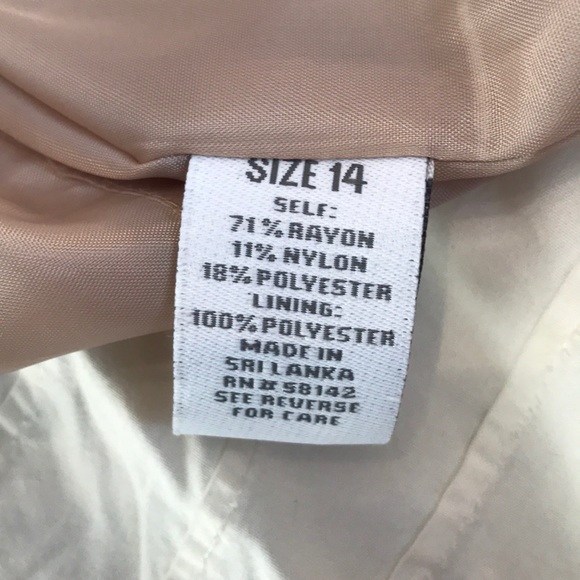 SIZE 14
SELF:
71% RAYON
11% NYLON
18% POLYESTER
LINING:
100% POLYESTER
MADE IN
SRI LANKA
RN# 58142
SEE REVERSE
FOR CARE